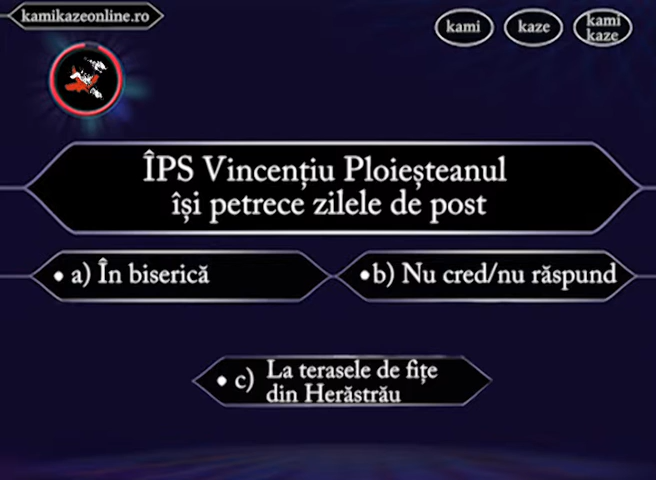 kamikazeonline.ro
kami
kaze
kami
kaze
ÎPS Vincențiu Ploieșteanul
își petrece zilele de post
• a) În biserică
•b) Nu cred/nu răspund
• c) La terasele de fițe
din Herăstrău